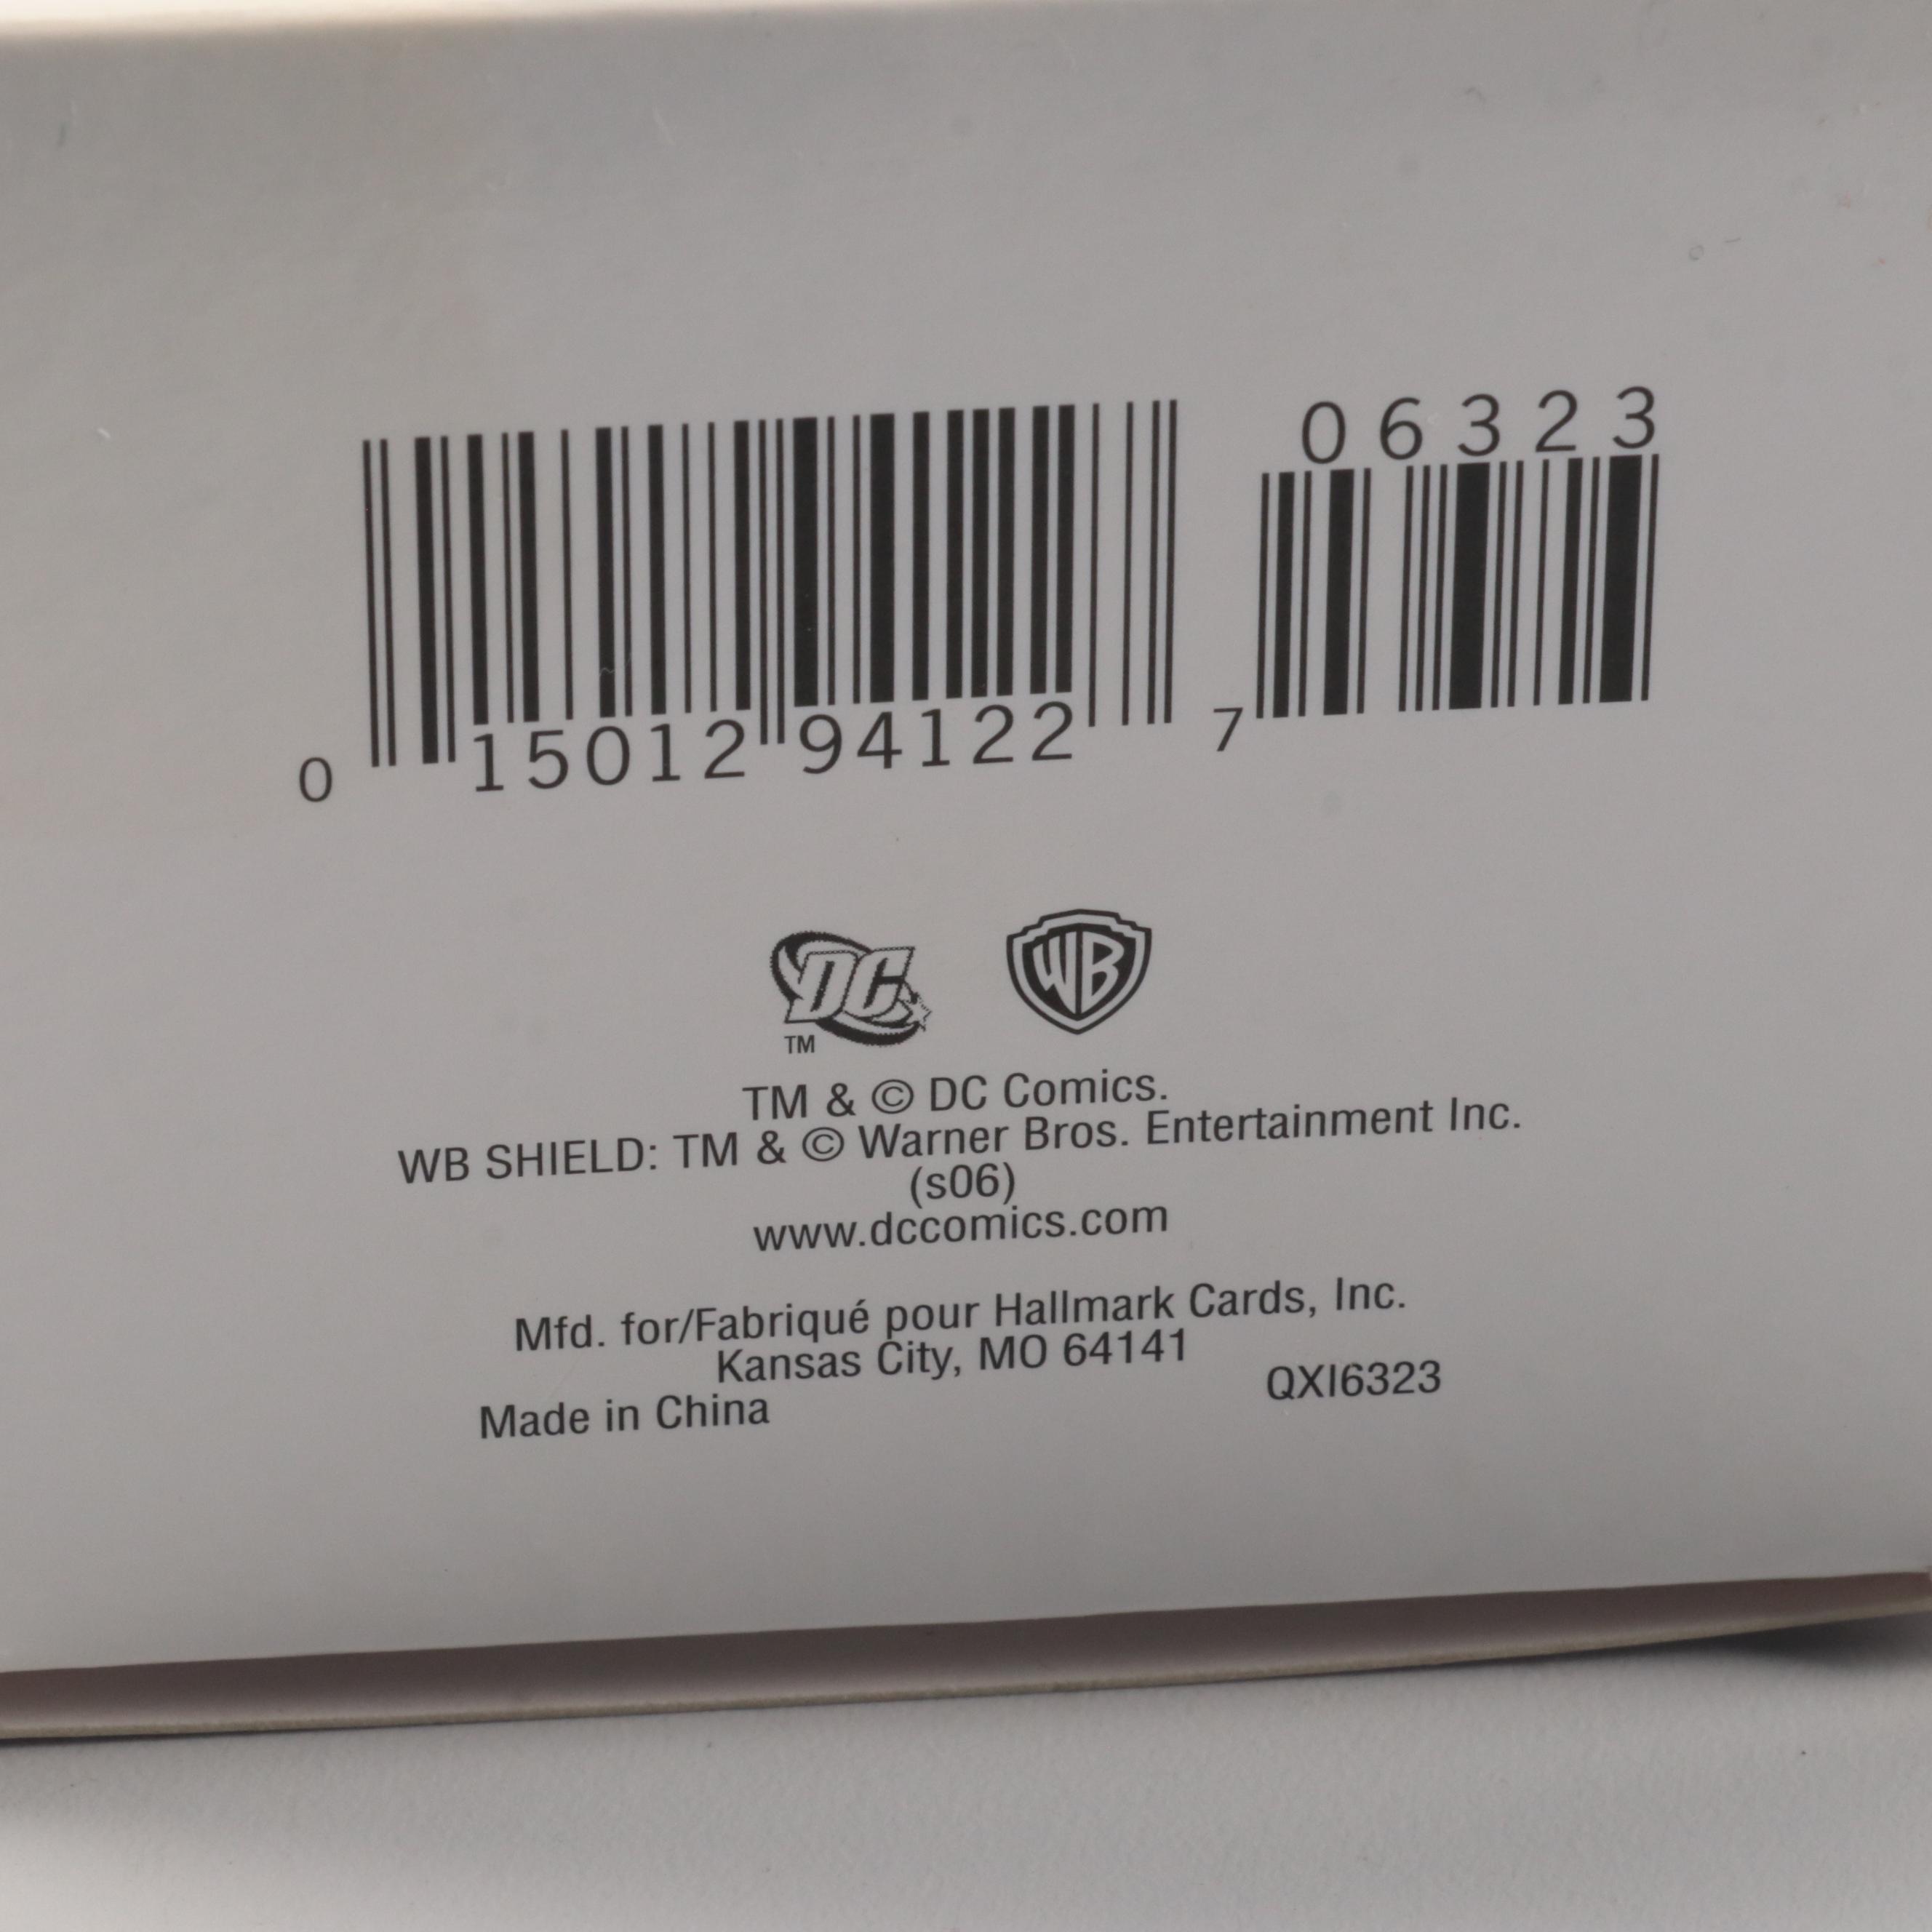 06323
0 15012 94122 7
DC
TM
WB
TM & © DC Comics.
WB SHIELD: TM & © Warner Bros. Entertainment Inc.
(s06)
www.dccomics.com
Mfd. for/Fabriqué pour Hallmark Cards, Inc.
Kansas City, MO 64141
QXI6323
Made in China